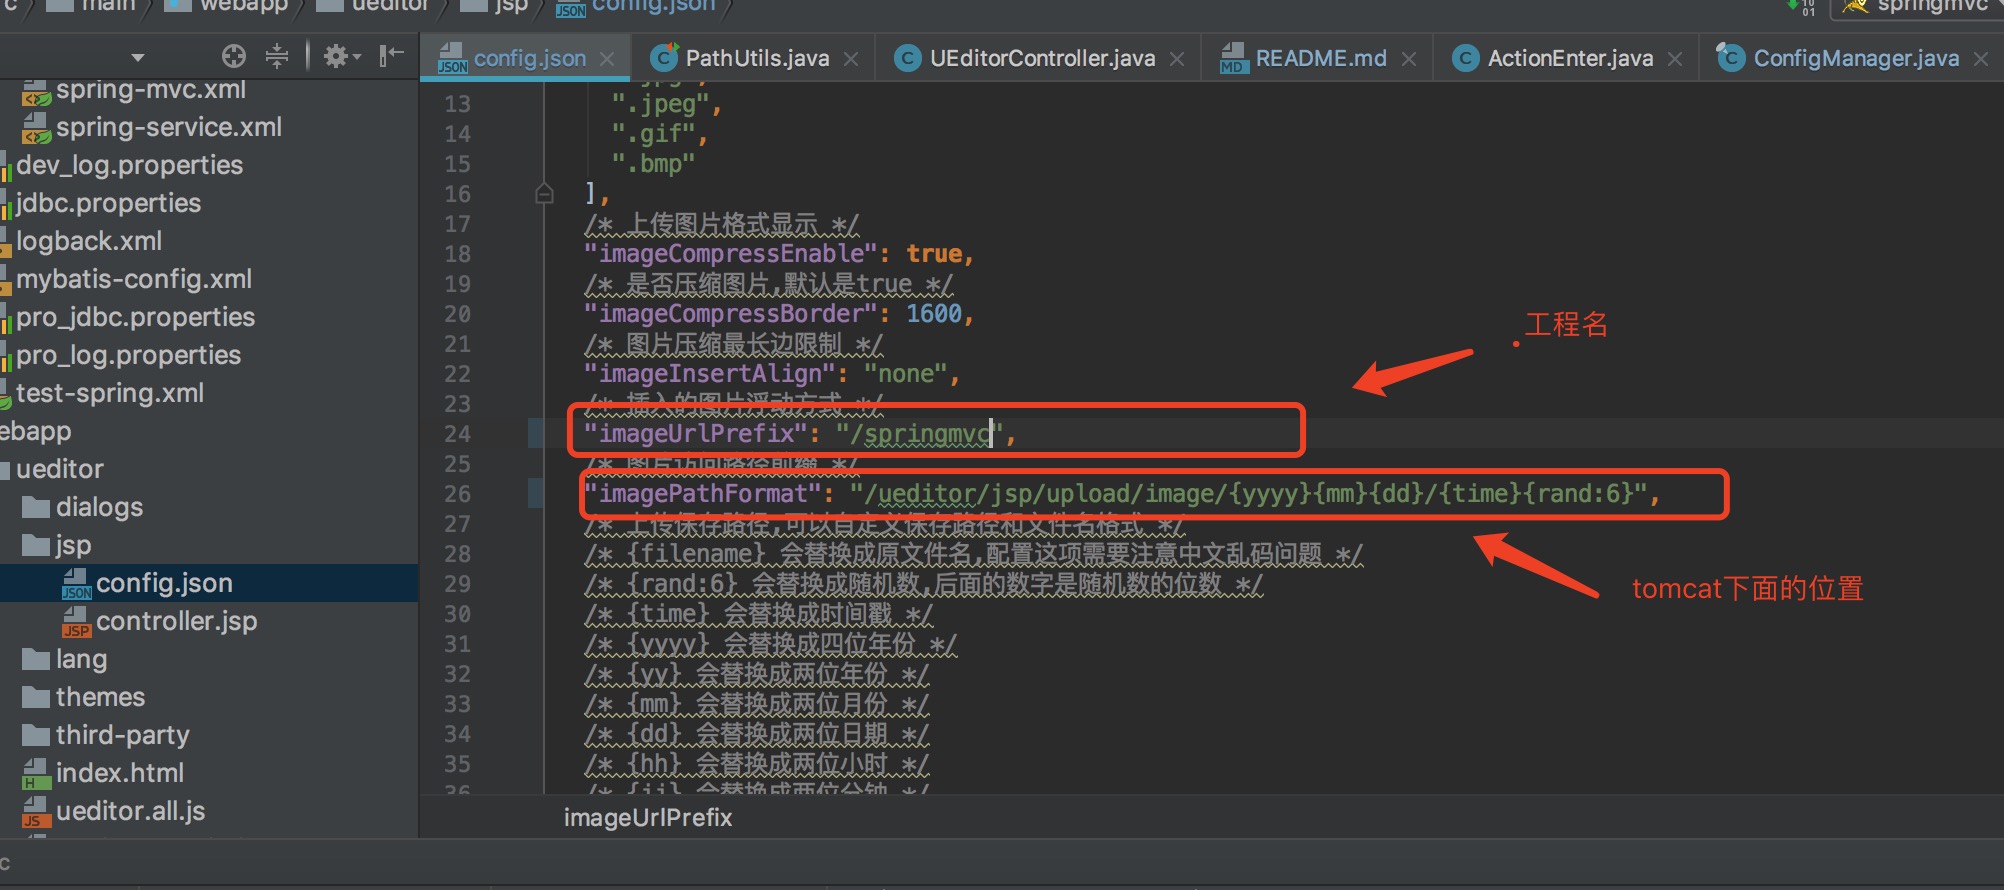 main
webapp
ueditor
jsp
config.json
springmvc
config.json
PathUtils.java
UEditorController.java
README.md
ActionEnter.java
ConfigManager.java
spring-mvc.xml
spring-service.xml
dev_log.properties
jdbc.properties
logback.xml
mybatis-config.xml
pro_jdbc.properties
pro_log.properties
test-spring.xml
ebapp
ueditor
dialogs
jsp
config.json
controller.jsp
lang
themes
third-party
index.html
ueditor.all.js
13 ".jpeg",
14 ".gif",
15 ".bmp"
16 ],
17 /* 上传图片格式显示 */
18 "imageCompressEnable": true,
19 /* 是否压缩图片,默认是true */
20 "imageCompressBorder": 1600,
21 /* 图片压缩最长边限制 */
22 "imageInsertAlign": "none",
23 /* 插入的图片浮动方式 */
24 "imageUrlPrefix": "/springmvc",
25 /* 图片访问路径前缀 */
26 "imagePathFormat": "/ueditor/jsp/upload/image/{yyyy}{mm}{dd}/{time}{rand:6}",
27 /* 上传保存路径,可以自定义保存路径和文件名格式 */
28 /* {filename} 会替换成原文件名,配置这项需要注意中文乱码问题 */
29 /* {rand:6} 会替换成随机数,后面的数字是随机数的位数 */
30 /* {time} 会替换成时间戳 */
31 /* {yyyy} 会替换成四位年份 */
32 /* {yy} 会替换成两位年份 */
33 /* {mm} 会替换成两位月份 */
34 /* {dd} 会替换成两位日期 */
35 /* {hh} 会替换成两位小时 */
36 /* {ii} 会替换成两位分钟 */
工程名
tomcat下面的位置
imageUrlPrefix
c